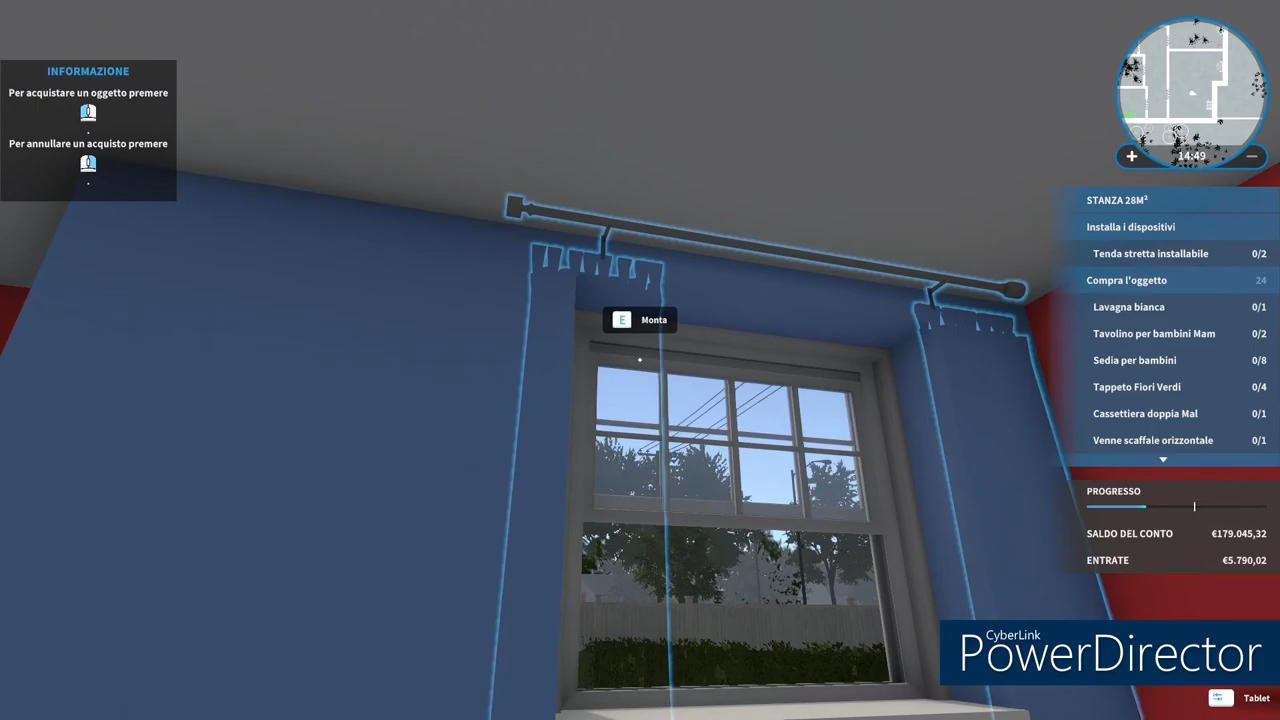 INFORMAZIONE
Per acquistare un oggetto premere
.
Per annullare un acquisto premere
.
E Monta
14:49
STANZA 28M²
Installa i dispositivi
Tenda stretta installabile 0/2
Compra l'oggetto 24
Lavagna bianca 0/1
Tavolino per bambini Mam 0/2
Sedia per bambini 0/8
Tappeto Fiori Verdi 0/4
Cassettiera doppia Mal 0/1
Venne scaffale orizzontale 0/1
PROGRESSO
SALDO DEL CONTO €179.045,32
ENTRATE €5.790,02
CyberLink
PowerDirector
Tablet